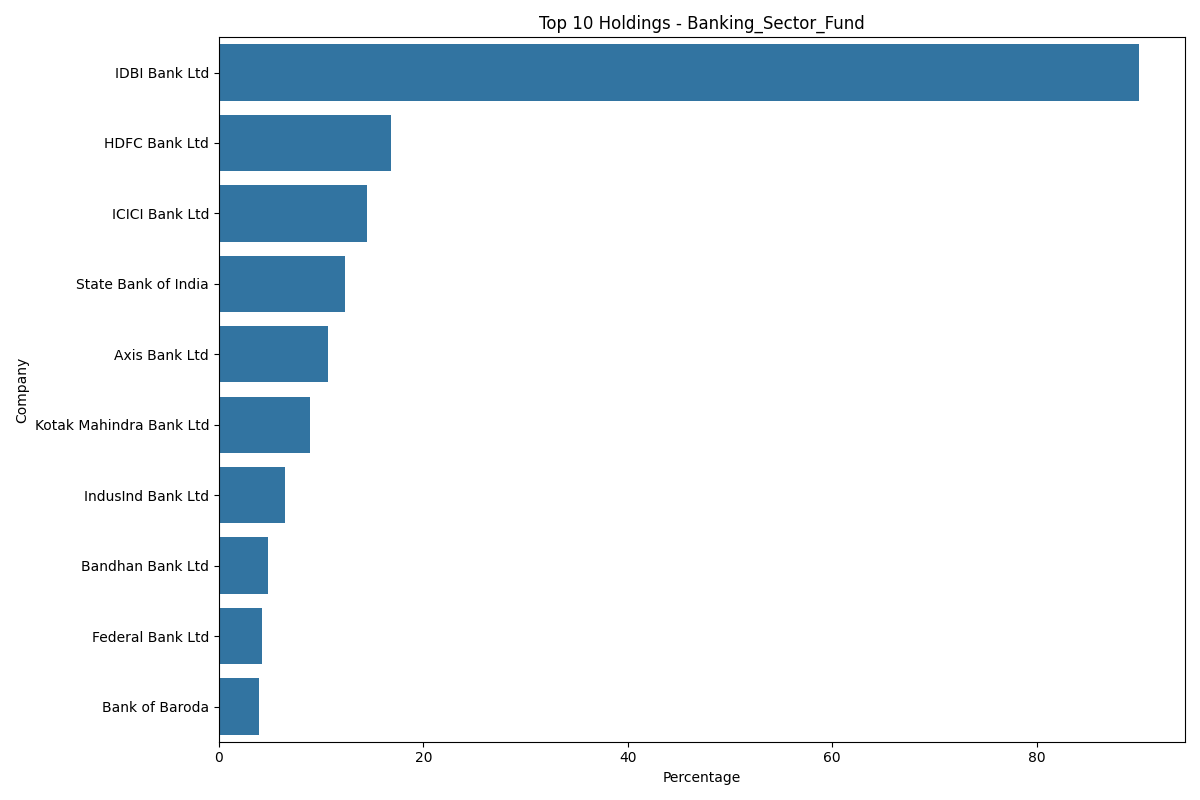 Top 10 Holdings - Banking_Sector_Fund
Company
IDBI Bank Ltd
HDFC Bank Ltd
ICICI Bank Ltd
State Bank of India
Axis Bank Ltd
Kotak Mahindra Bank Ltd
IndusInd Bank Ltd
Bandhan Bank Ltd
Federal Bank Ltd
Bank of Baroda
0 20 40 60 80
Percentage